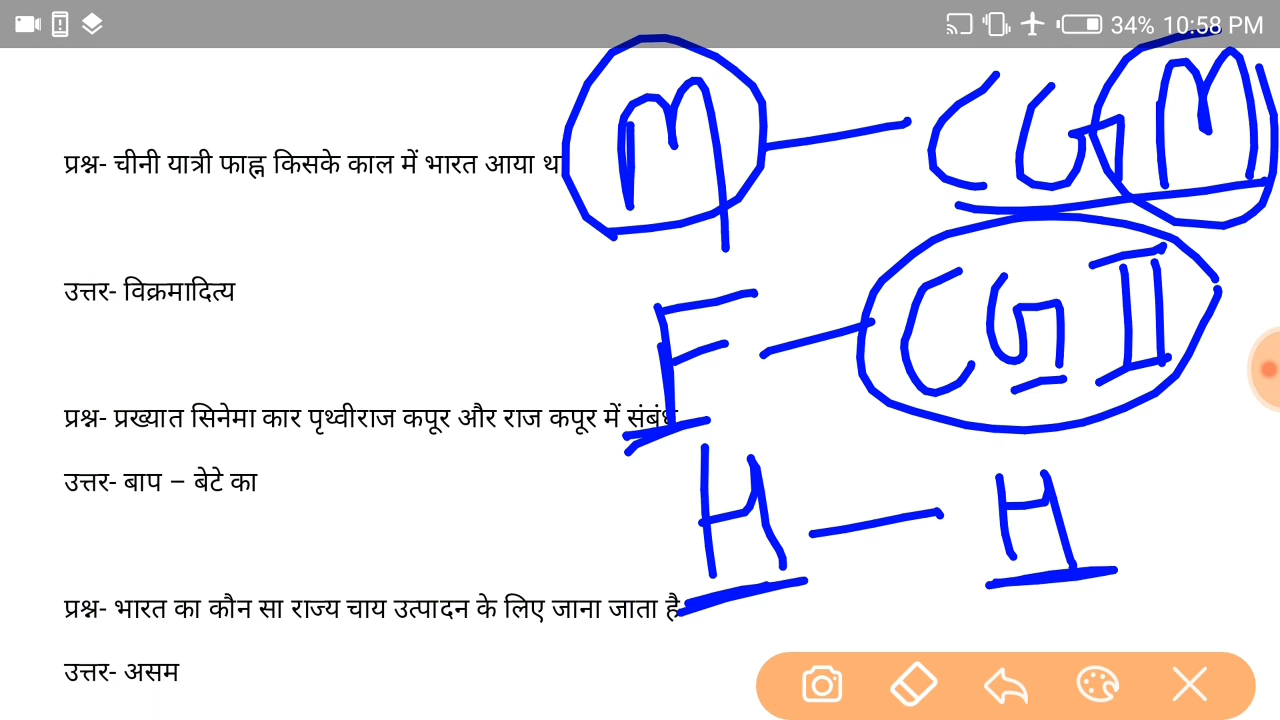 34% 10:58 PM
M — CGM
प्रश्न- चीनी यात्री फाह्न किसके काल में भारत आया था
उत्तर- विक्रमादित्य
F — CG II
प्रश्न- प्रख्यात सिनेमा कार पृथ्वीराज कपूर और राज कपूर में संबंध
उत्तर- बाप – बेटे का
H — H
प्रश्न- भारत का कौन सा राज्य चाय उत्पादन के लिए जाना जाता है
उत्तर- असम